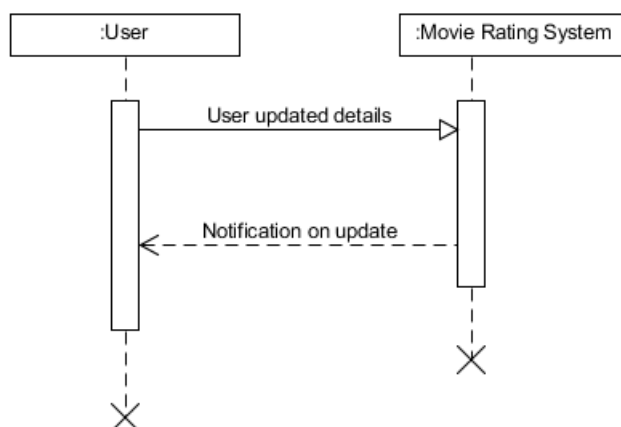 :User
:Movie Rating System
User updated details
Notification on update